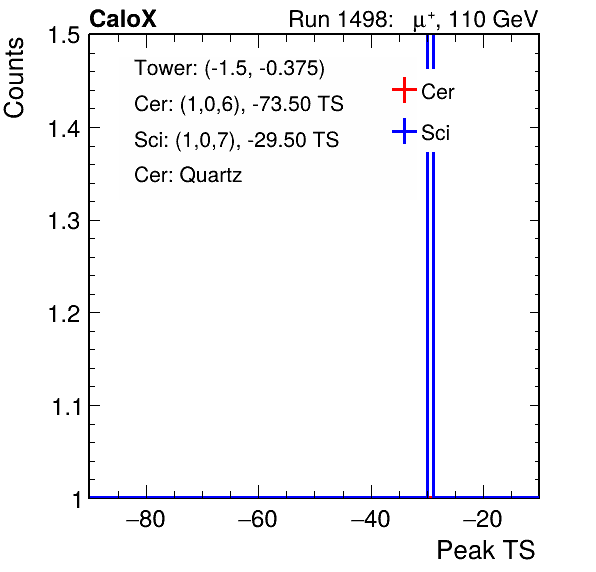 CaloX Run 1498: μ⁺, 110 GeV
Counts
1.5
1.4
1.3
1.2
1.1
1
Tower: (-1.5, -0.375)
Cer: (1,0,6), -73.50 TS
Sci: (1,0,7), -29.50 TS
Cer: Quartz
Cer
Sci
−80 −60 −40 −20
Peak TS